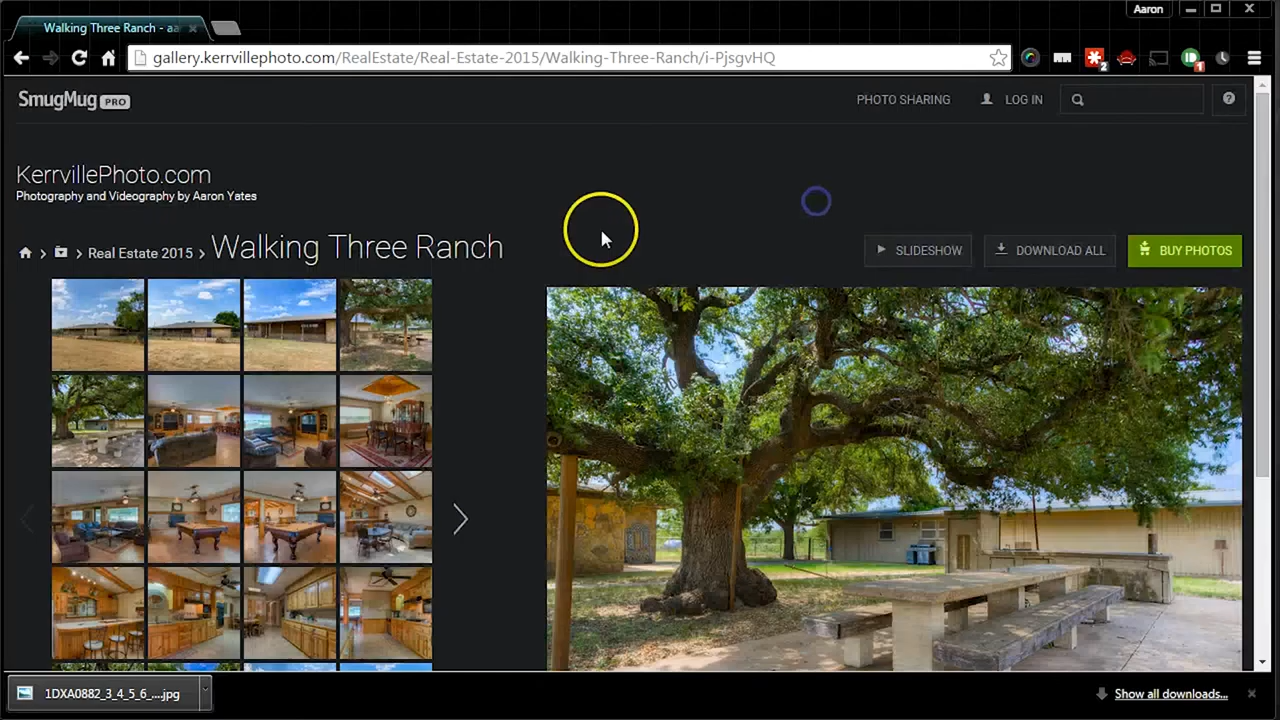 Aaron
Walking Three Ranch - aa
gallery.kerrvillephoto.com/RealEstate/Real-Estate-2015/Walking-Three-Ranch/i-PjsgvHQ
2
1
SmugMug PRO
PHOTO SHARING
LOG IN
?
KerrvillePhoto.com
Photography and Videography by Aaron Yates
Real Estate 2015 › Walking Three Ranch
SLIDESHOW
DOWNLOAD ALL
BUY PHOTOS
1DXA0882_3_4_5_6_....jpg
Show all downloads...